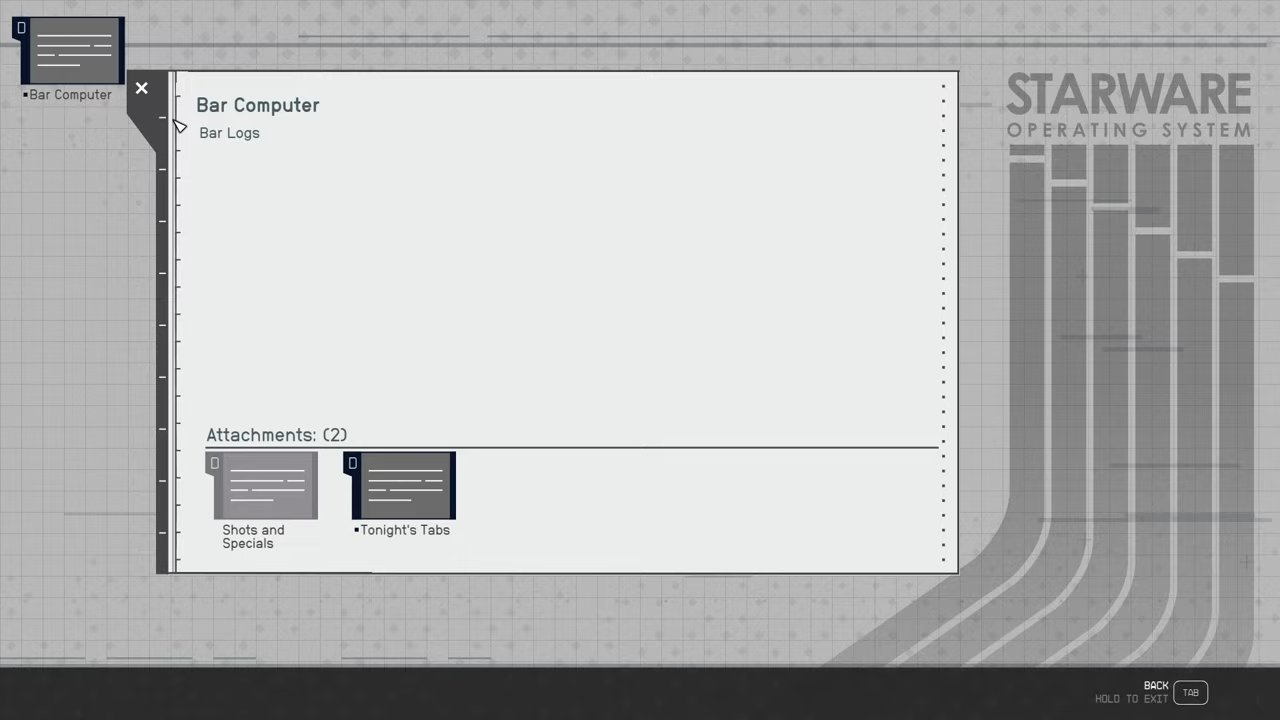 Bar Computer
STARWARE
OPERATING SYSTEM
Bar Computer
Bar Logs
Attachments: (2)
Shots and
Specials
Tonight's Tabs
BACK
HOLD TO EXIT
TAB